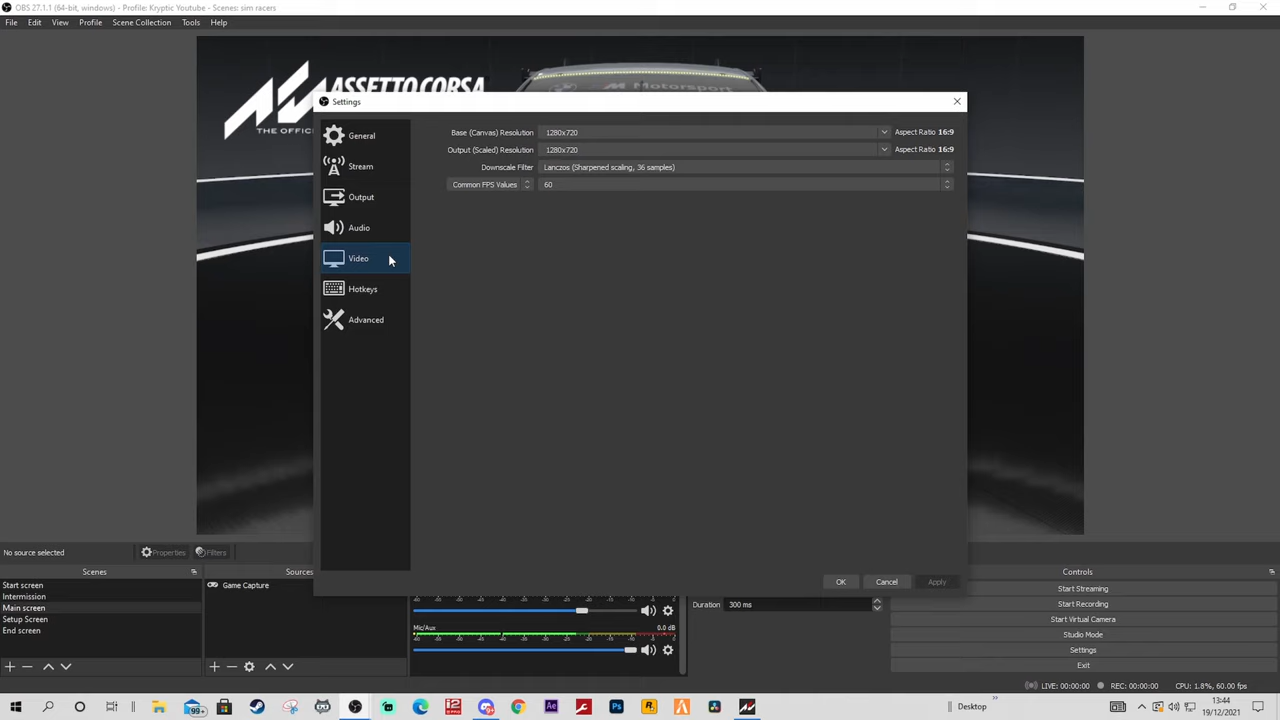 OBS 27.1.1 (64-bit, windows) - Profile: Kryptic Youtube - Scenes: sim racers
File Edit View Profile Scene Collection Tools Help
ASSETTO CORSA
THE OFFIC
Motorsport
Settings
General
Stream
Output
Audio
Video
Hotkeys
Advanced
Base (Canvas) Resolution 1280x720 Aspect Ratio 16:9
Output (Scaled) Resolution 1280x720 Aspect Ratio 16:9
Downscale Filter Lanczos (Sharpened scaling, 36 samples)
Common FPS Values 60
OK Cancel Apply
No source selected Properties Filters
Scenes Sources Controls
Start screen
Intermission
Main screen
Setup Screen
End screen
Game Capture
Mic/Aux 0.0 dB
Duration 300 ms
Start Streaming
Start Recording
Start Virtual Camera
Studio Mode
Settings
Exit
LIVE: 00:00:00 REC: 00:00:00 CPU: 1.8%, 60.00 fps
99+
Desktop
13:44
19/12/2021